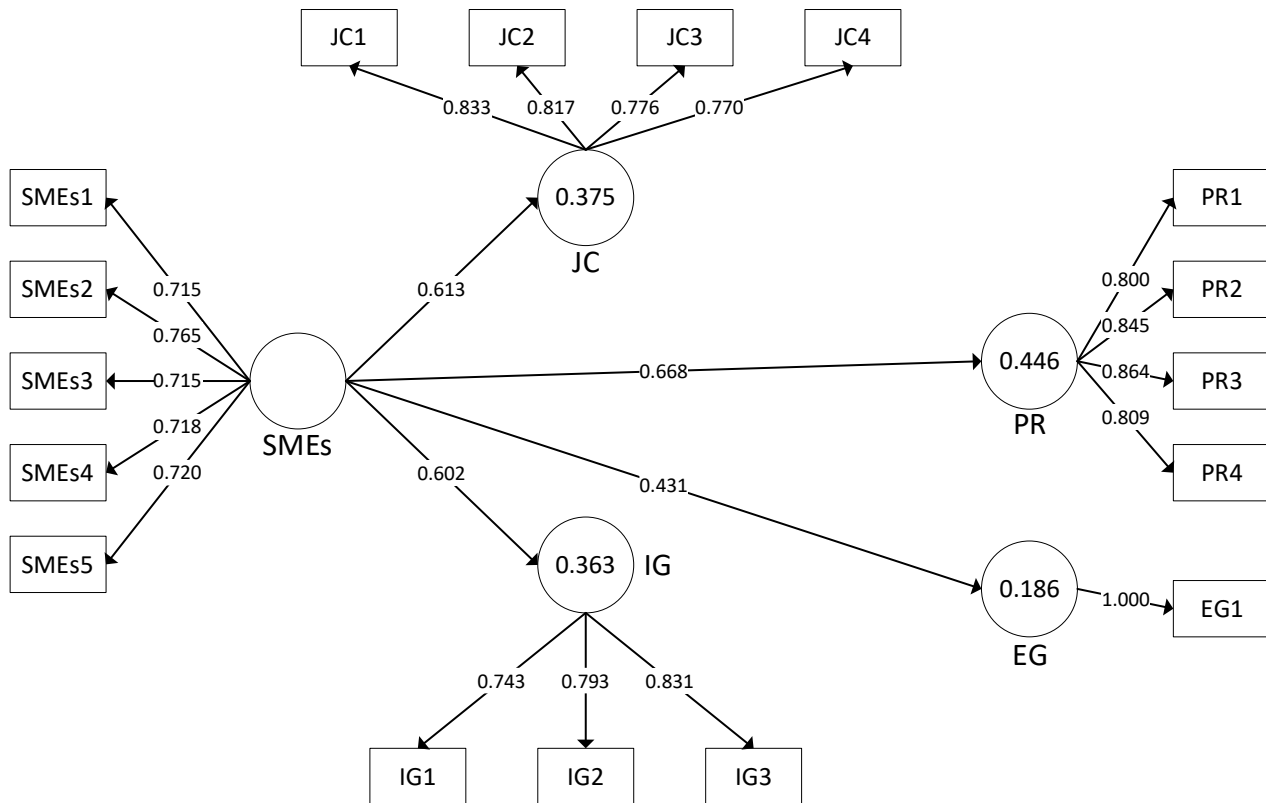 JC1 JC2 JC3 JC4
0.833 0.817 0.776 0.770
0.375
JC
SMEs1
SMEs2
SMEs3
SMEs4
SMEs5
0.715
0.765
0.715
0.718
0.720
SMEs
0.613
0.668
0.602
0.431
0.446
PR
0.800
0.845
0.864
0.809
PR1
PR2
PR3
PR4
0.363 IG
0.186
EG
1.000
EG1
0.743 0.793 0.831
IG1 IG2 IG3